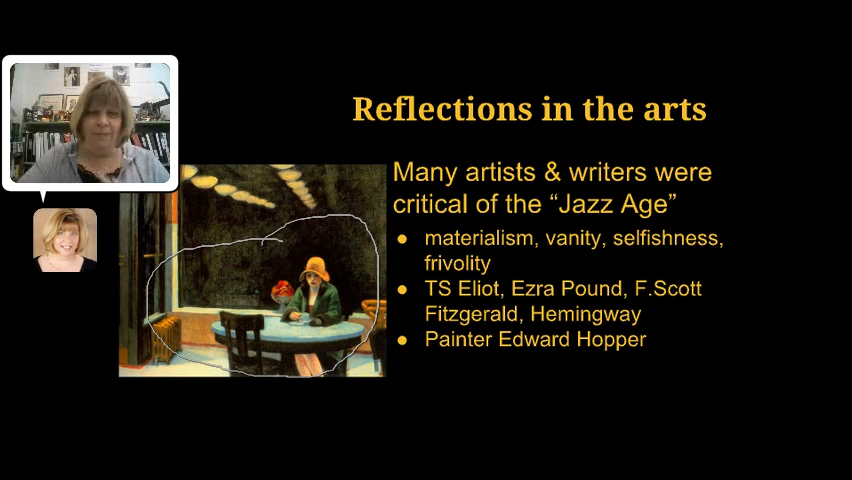 Reflections in the arts
Many artists & writers were
critical of the “Jazz Age”
● materialism, vanity, selfishness,
frivolity
● TS Eliot, Ezra Pound, F.Scott
Fitzgerald, Hemingway
● Painter Edward Hopper